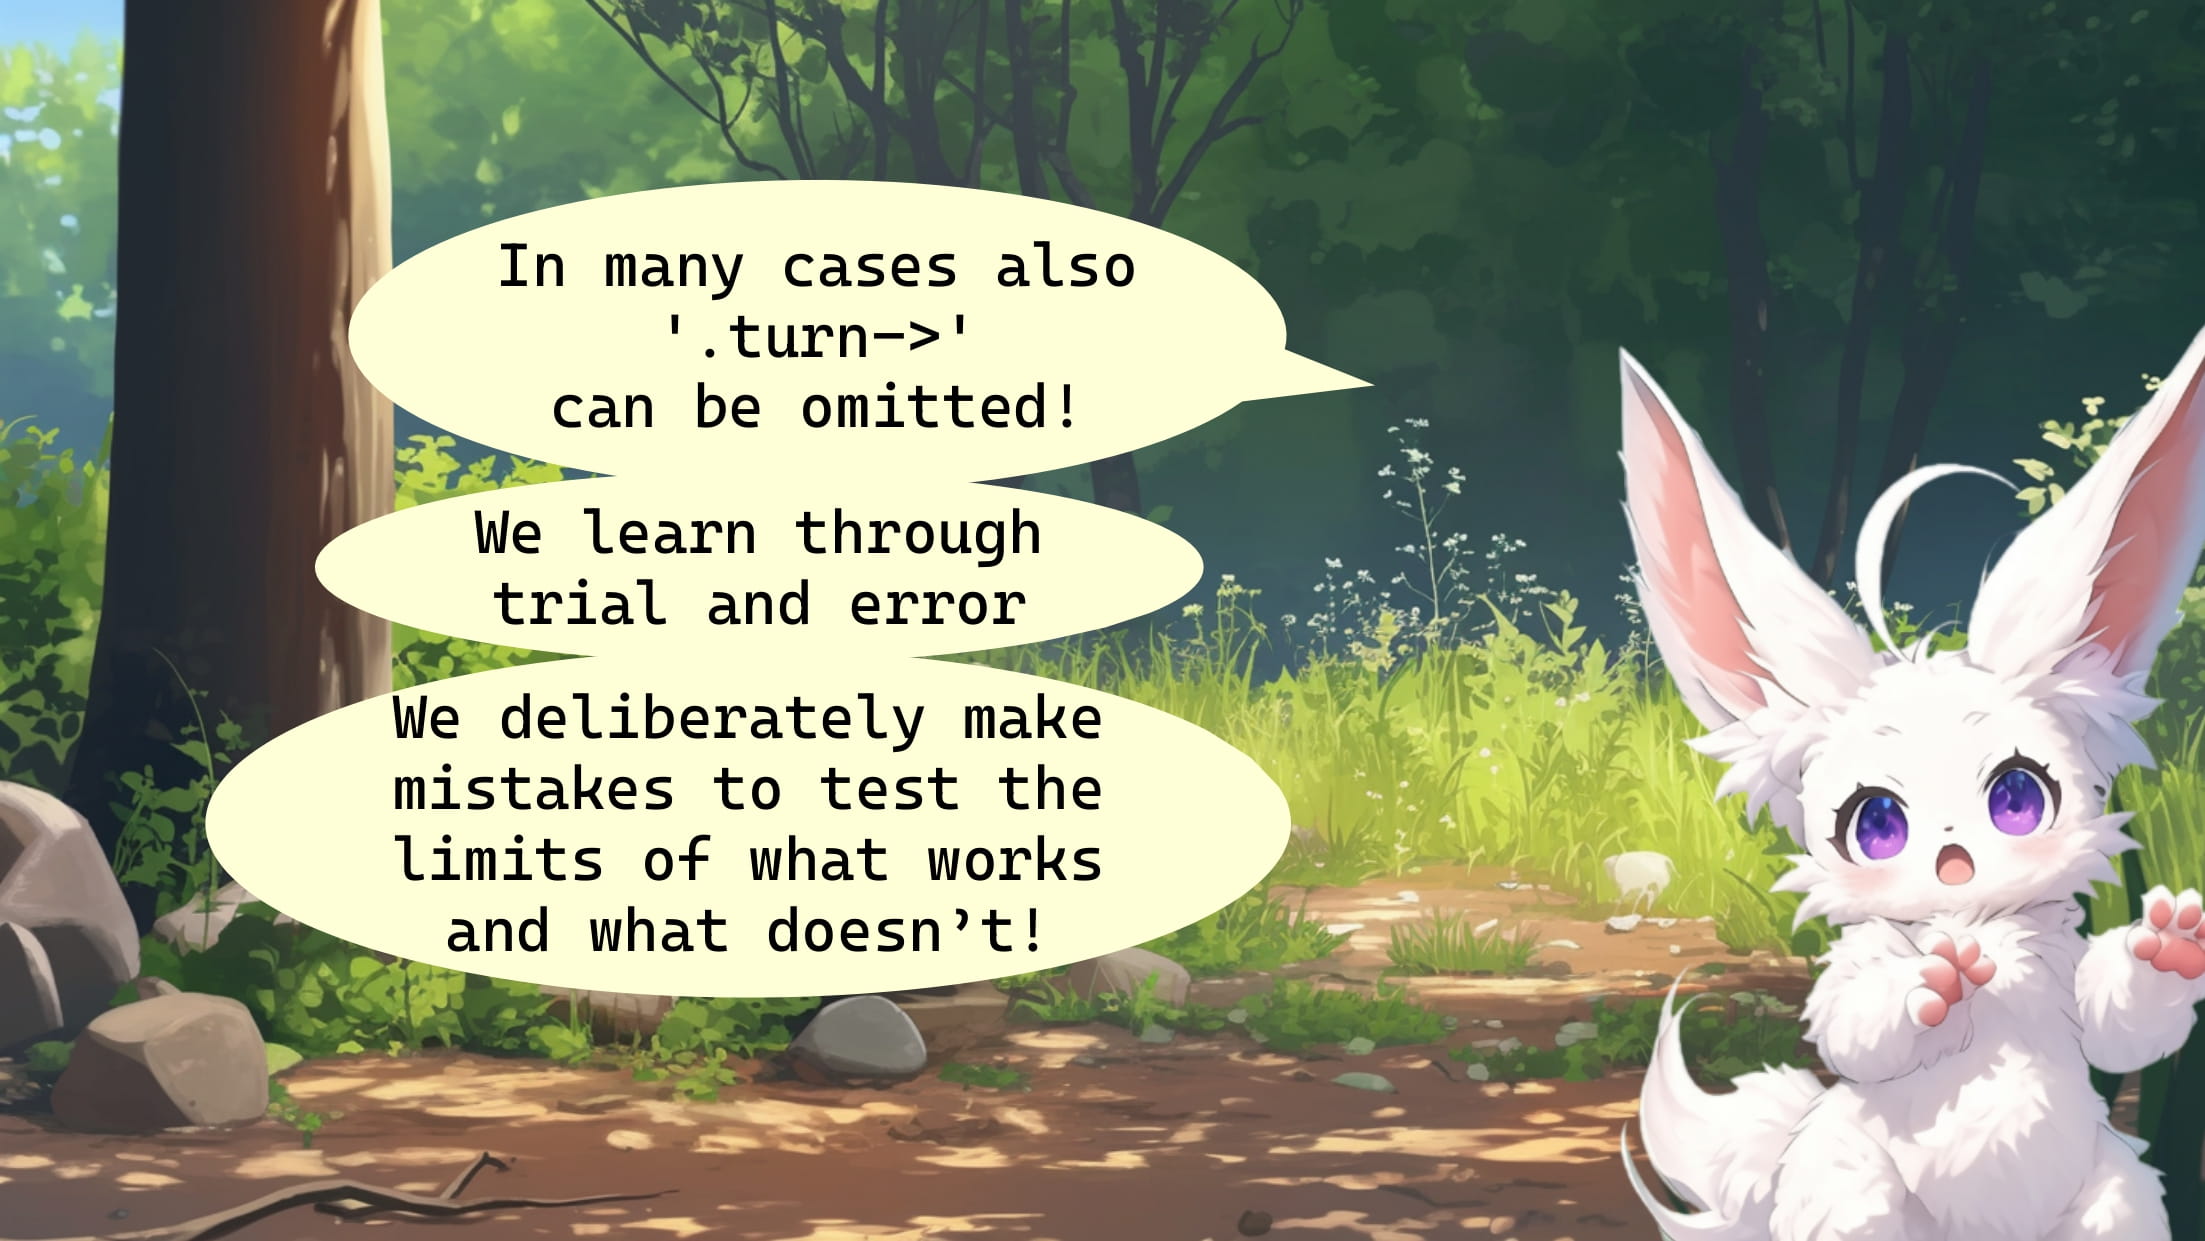 In many cases also
'.turn->'
can be omitted!
We learn through
trial and error
We deliberately make
mistakes to test the
limits of what works
and what doesn’t!